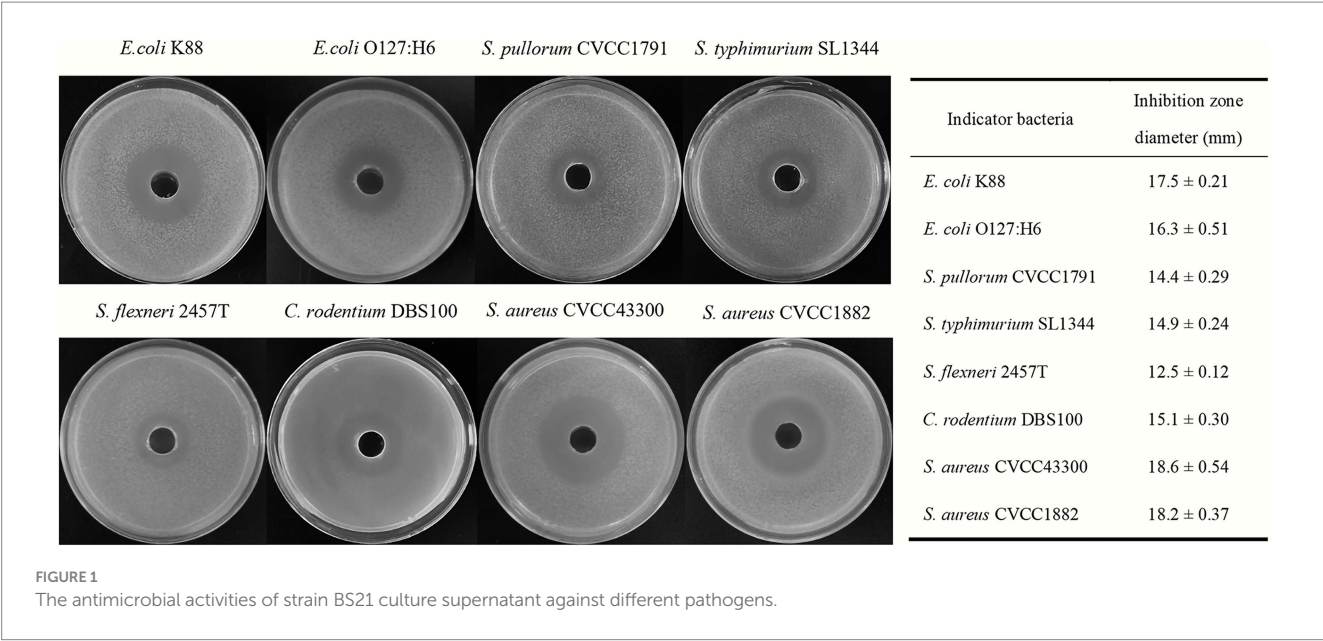 E.coli K88 E.coli O127:H6 S. pullorum CVCC1791 S. typhimurium SL1344
S. flexneri 2457T C. rodentium DBS100 S. aureus CVCC43300 S. aureus CVCC1882
Indicator bacteria
Inhibition zone
diameter (mm)
E. coli K88 17.5 ± 0.21
E. coli O127:H6 16.3 ± 0.51
S. pullorum CVCC1791 14.4 ± 0.29
S. typhimurium SL1344 14.9 ± 0.24
S. flexneri 2457T 12.5 ± 0.12
C. rodentium DBS100 15.1 ± 0.30
S. aureus CVCC43300 18.6 ± 0.54
S. aureus CVCC1882 18.2 ± 0.37
FIGURE 1
The antimicrobial activities of strain BS21 culture supernatant against different pathogens.